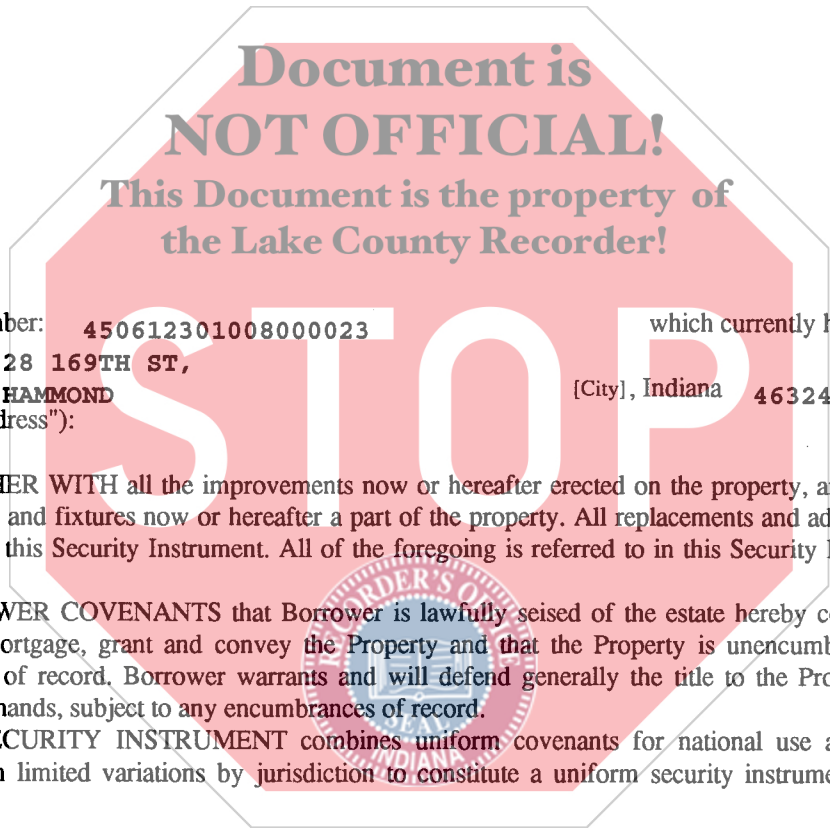 Document is
NOT OFFICIAL!
This Document is the property of
the Lake County Recorder!
STOP
ber: 450612301008000023 which currently h
28 169TH ST,
HAMMOND [City], Indiana 46324
dress"):
ER WITH all the improvements now or hereafter erected on the property, a
and fixtures now or hereafter a part of the property. All replacements and ad
this Security Instrument. All of the foregoing is referred to in this Security I
WER COVENANTS that Borrower is lawfully seised of the estate hereby c
ortgage, grant and convey the Property and that the Property is unencumb
of record. Borrower warrants and will defend generally the title to the Pro
ands, subject to any encumbrances of record.
CURITY INSTRUMENT combines uniform covenants for national use a
limited variations by jurisdiction to constitute a uniform security instrume
RECORDER'S OFFICE
SEAL
INDIANA